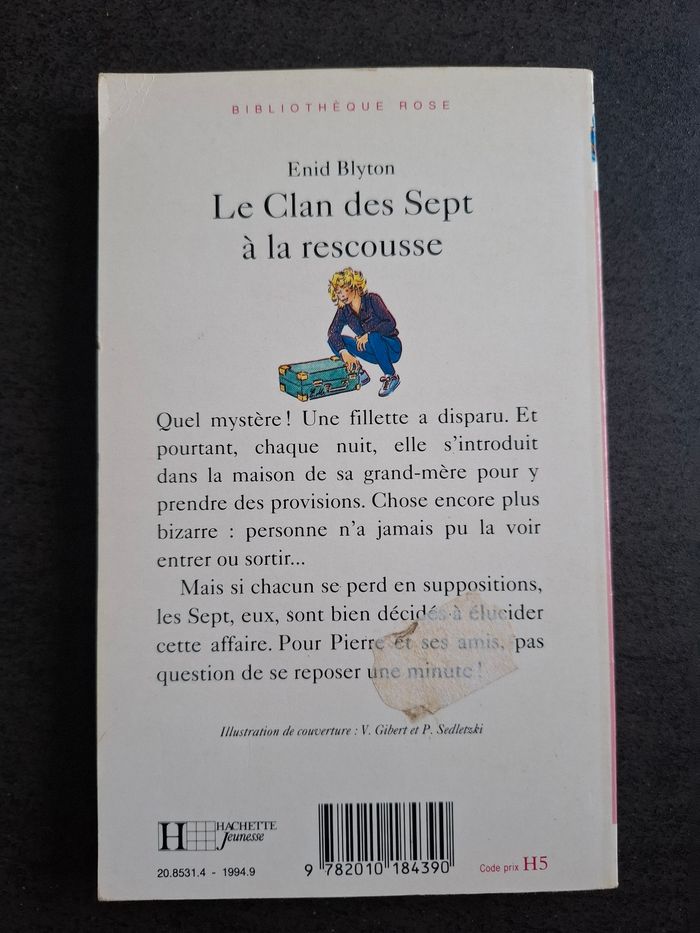 BIBLIOTHÈQUE ROSE
Enid Blyton
Le Clan des Sept
à la rescousse
Quel mystère ! Une fillette a disparu. Et
pourtant, chaque nuit, elle s'introduit
dans la maison de sa grand-mère pour y
prendre des provisions. Chose encore plus
bizarre : personne n'a jamais pu la voir
entrer ou sortir...
Mais si chacun se perd en suppositions,
les Sept, eux, sont bien décidés à élucider
cette affaire. Pour Pierre et ses amis, pas
question de se reposer une minute !
Illustration de couverture : V. Gibert et P. Sedletzki
H HACHETTE
Jeunesse
20.8531.4 - 1994.9
9 782010 184390
Code prix H5